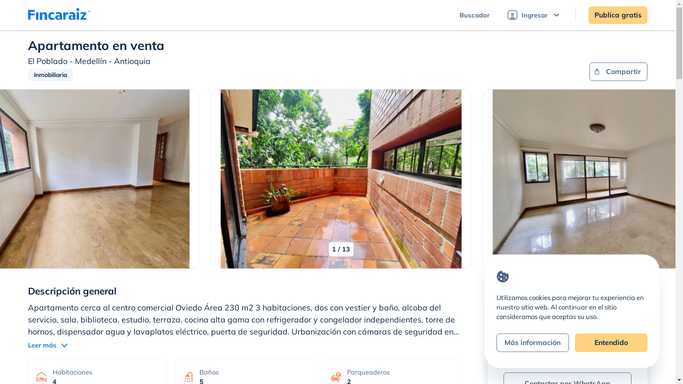 Fincaraiz
Buscador
Ingresar
Publica gratis
Apartamento en venta
El Poblado - Medellín - Antioquia
Inmobiliaria
Compartir
1 / 13
Descripción general
Apartamento cerca al centro comercial Oviedo Área 230 m2 3 habitaciones, dos con vestier y baño, alcoba del
servicio, sala, biblioteca, estudio, terraza, cocina alta gama con refrigerador y congelador independientes, torre de
hornos, dispensador agua y lavaplatos eléctrico, puerta de seguridad. Urbanización con cámaras de seguridad en...
Leer más
Habitaciones
4
Baños
5
Parqueaderos
2
Utilizamos cookies para mejorar tu experiencia en
nuestro sitio web. Al continuar en el sitio
consideramos que aceptas su uso.
Más información
Entendido
Contactar por WhatsApp